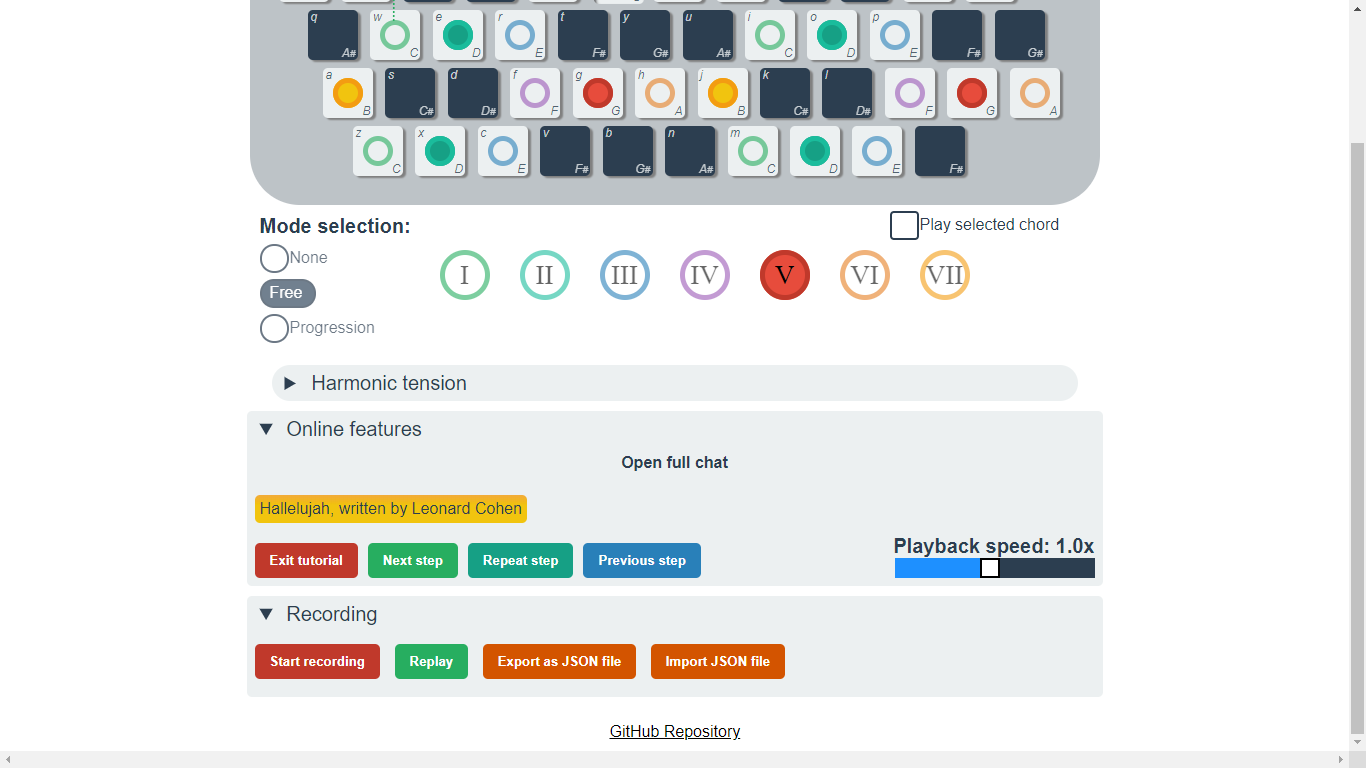 q w e r t y u i o p
A# C D E F# G# A# C D E F# G#
a s d f g h j k l
B C# D# F G A B C# D# F G A
z x c v b n m
C D E F# G# A# C D E F#
Mode selection:
Play selected chord
None
Free
Progression
I II III IV V VI VII
Harmonic tension
Online features
Open full chat
Hallelujah, written by Leonard Cohen
Playback speed: 1.0x
Exit tutorial Next step Repeat step Previous step
Recording
Start recording Replay Export as JSON file Import JSON file
GitHub Repository